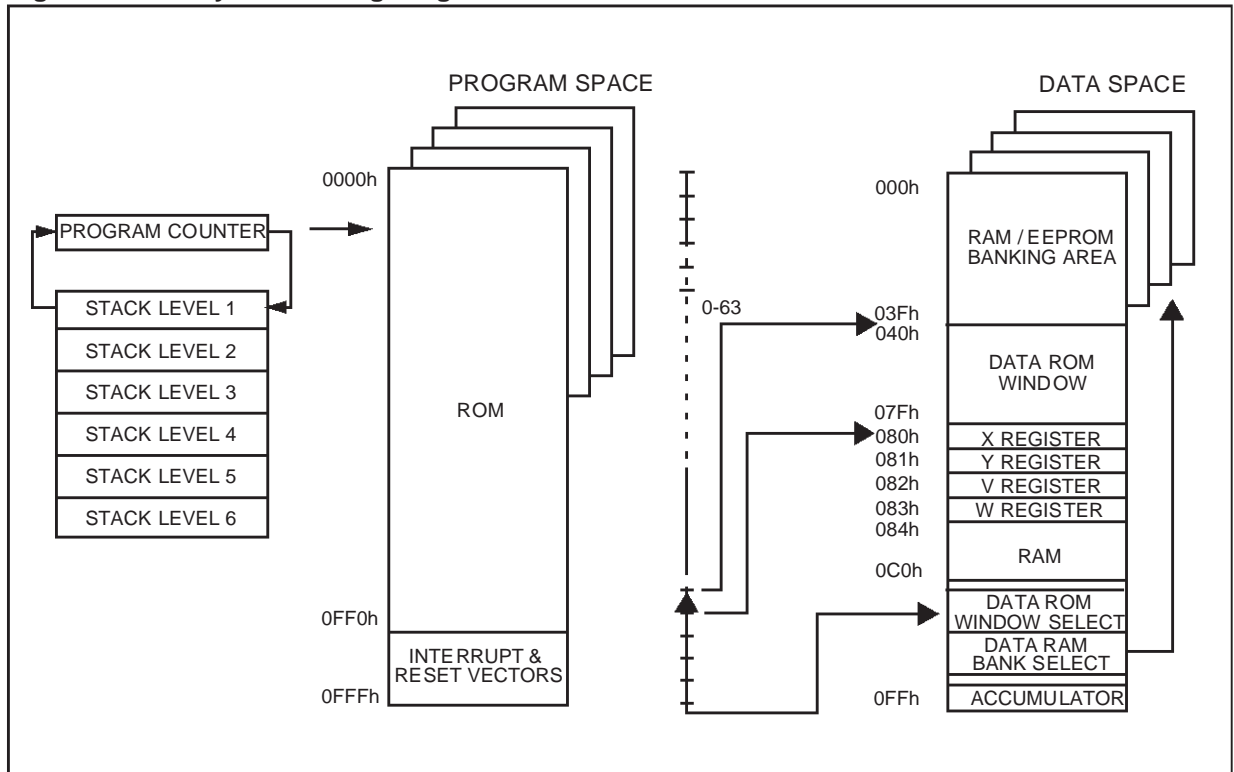 PROGRAM SPACE
DATA SPACE
PROGRAM COUNTER
STACK LEVEL 1
STACK LEVEL 2
STACK LEVEL 3
STACK LEVEL 4
STACK LEVEL 5
STACK LEVEL 6
0000h
ROM
0FF0h
INTERRUPT &
RESET VECTORS
0FFFh
0-63
000h
RAM / EEPROM
BANKING AREA
03Fh
040h
DATA ROM
WINDOW
07Fh
080h
X REGISTER
081h
Y REGISTER
082h
V REGISTER
083h
W REGISTER
084h
RAM
0C0h
DATA ROM
WINDOW SELECT
DATA RAM
BANK SELECT
0FFh
ACCUMULATOR